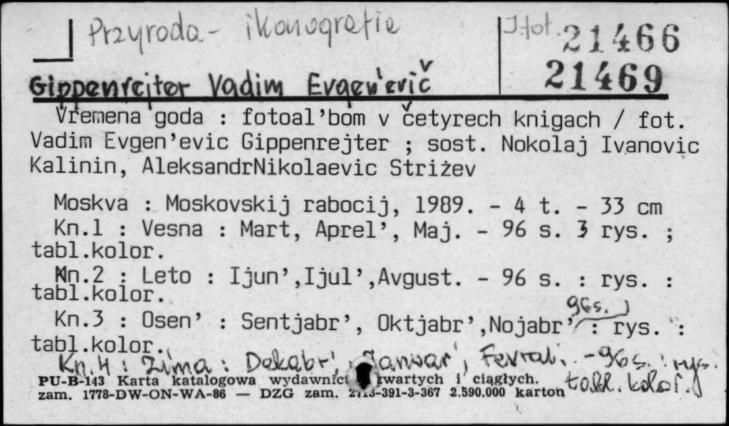 Przyroda - ikonografie
J.fot. 21466
21469
Gippenrejter Vadim Evgen'evič
Vremena goda : fotoal'bom v četyrech knigach / fot.
Vadim Evgen'evic Gippenrejter ; sost. Nokolaj Ivanovic
Kalinin, AleksandrNikolaevic Strižev
Moskva : Moskovskij rabocij, 1989. - 4 t. - 33 cm
Kn.1 : Vesna : Mart, Aprel', Maj. - 96 s. 3 rys. ;
tabl.kolor.
Kn.2 : Leto : Ijun',Ijul',Avgust. - 96 s. : rys. :
tabl.kolor.
96 s.
Kn.3 : Osen' : Sentjabr', Oktjabr',Nojabr' : rys. :
tabl.kolor.
Kn.4 : Zima : Dekabr', Janvar', Fevral. - 96 s. : rys.
tabl. kolor.
PU-B-143 Karta katalogowa wydawnict zwartych i ciągłych.
zam. 1778-DW-ON-WA-86 — DZG zam. 2713-391-3-367 2.590.000 karton